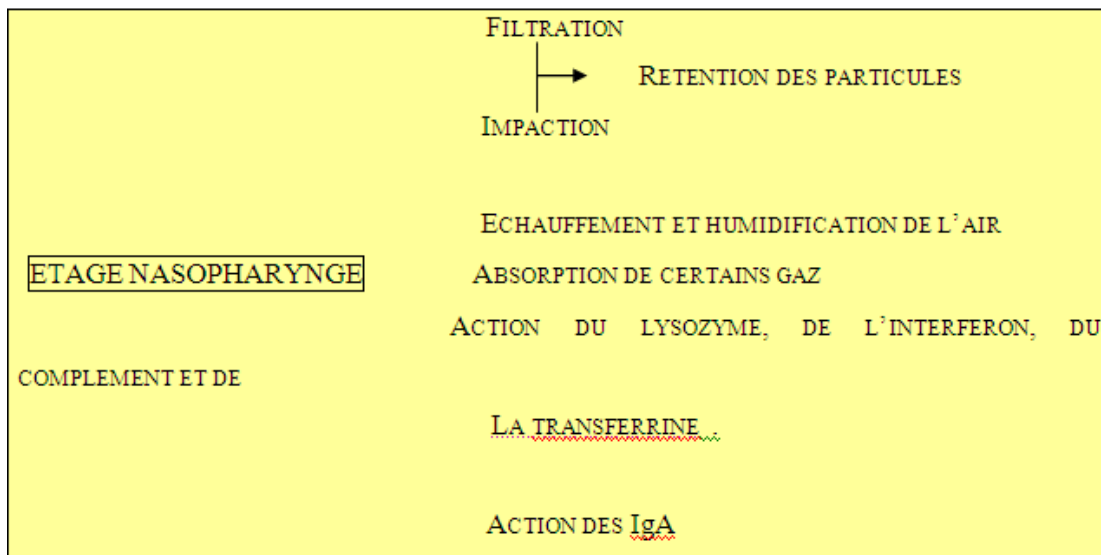 FILTRATION
RETENTION DES PARTICULES
IMPACTION
ECHAUFFEMENT ET HUMIDIFICATION DE L'AIR
ETAGE NASOPHARYNGE ABSORPTION DE CERTAINS GAZ
ACTION DU LYSOZYME, DE L'INTERFERON, DU
COMPLEMENT ET DE
LA TRANSFERRINE .
ACTION DES IgA